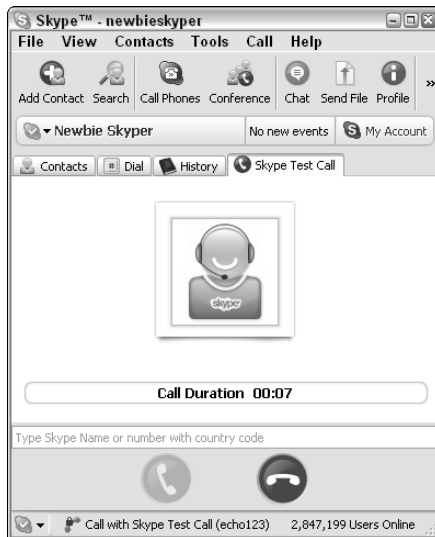 Skype™ - newbieskyper
File View Contacts Tools Call Help
Add Contact Search Call Phones Conference Chat Send File Profile »
Newbie Skyper No new events My Account
Contacts # Dial History Skype Test Call
skype
Call Duration 00:07
Type Skype Name or number with country code
Call with Skype Test Call (echo123) 2,847,199 Users Online